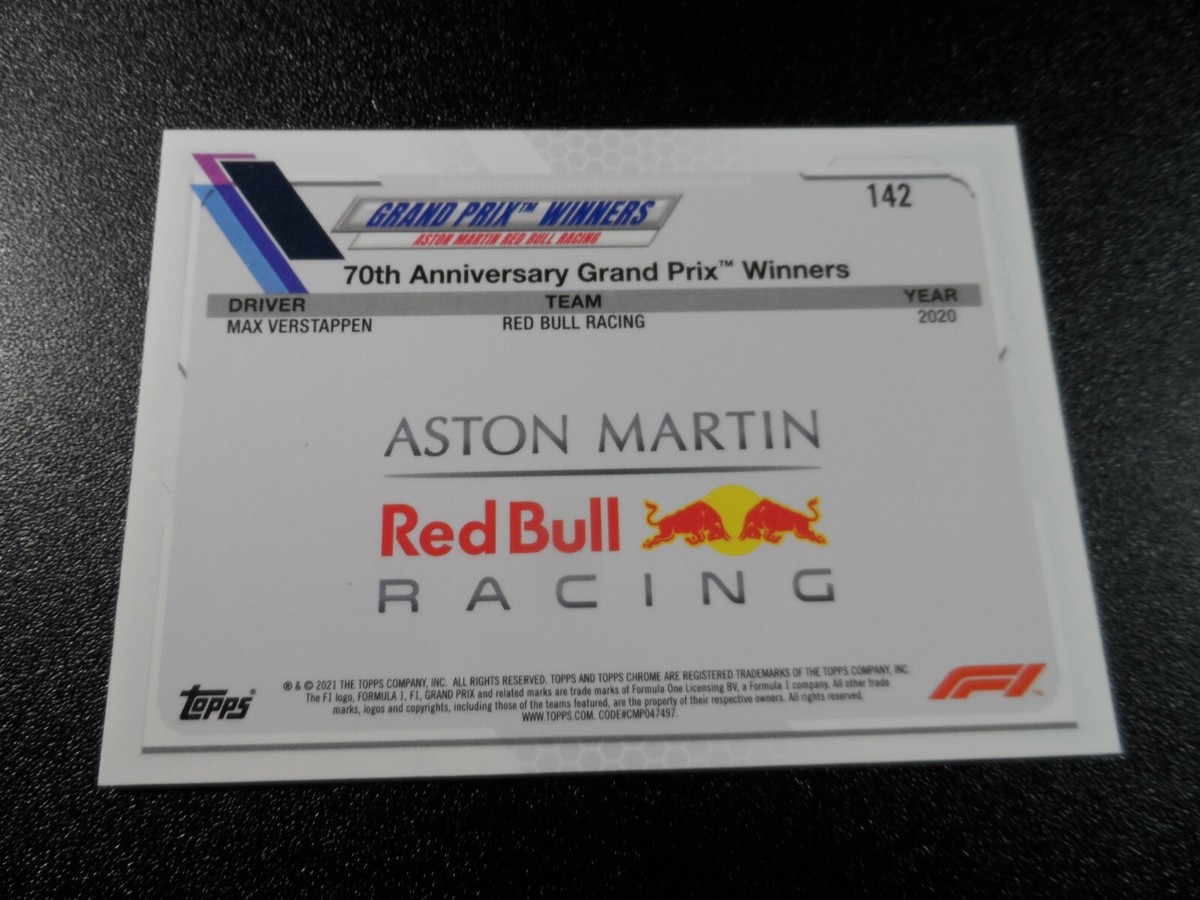 142
GRAND PRIX™ WINNERS
ASTON MARTIN RED BULL RACING
70th Anniversary Grand Prix™ Winners
DRIVER TEAM YEAR
MAX VERSTAPPEN RED BULL RACING 2020
ASTON MARTIN
Red Bull
RACING
® & © 2021 THE TOPPS COMPANY, INC. ALL RIGHTS RESERVED. TOPPS AND TOPPS CHROME ARE REGISTERED TRADEMARKS OF THE TOPPS COMPANY, INC.
The F1 logo, FORMULA 1, F1, GRAND PRIX and related marks are trade marks of Formula One Licensing BV, a Formula 1 company. All other trade
marks, logos and copyrights, including those of the teams featured, are the property of their respective owners. All rights reserved.
WWW.TOPPS.COM. CODE#CMP047497.
Topps®
F1™